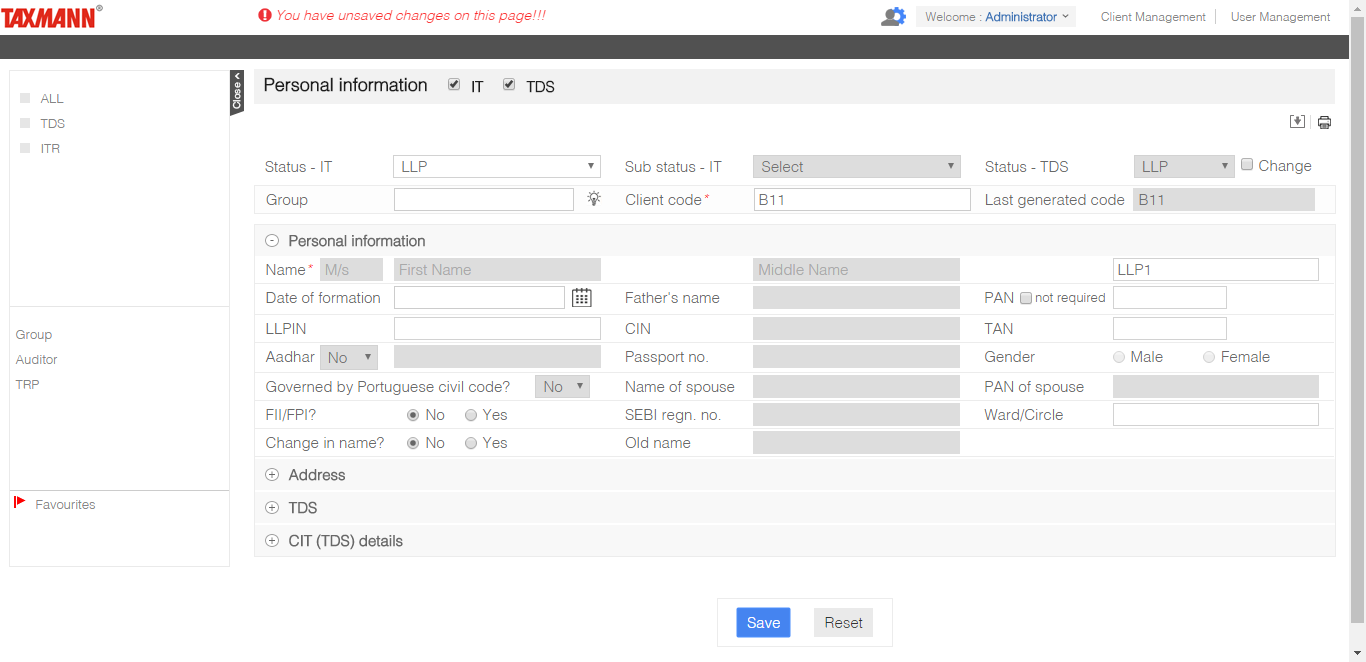 TAXMANN®
You have unsaved changes on this page!!!
Welcome : Administrator
Client Management
User Management
Close
ALL
TDS
ITR
Group
Auditor
TRP
Favourites
Personal information IT TDS
Status - IT LLP Sub status - IT Select Status - TDS LLP Change
Group Client code* B11 Last generated code B11
Personal information
Name* M/s First Name Middle Name LLP1
Date of formation Father's name PAN not required
LLPIN CIN TAN
Aadhar No Passport no. Gender Male Female
Governed by Portuguese civil code? No Name of spouse PAN of spouse
FII/FPI? No Yes SEBI regn. no. Ward/Circle
Change in name? No Yes Old name
Address
TDS
CIT (TDS) details
Save Reset